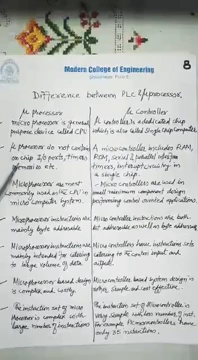 Modern College of Engineering
8
Difference between PLC & μprocessor
μ processor
microprocessor is general
purpose device called CPU
μ processor do not contain
on chip I/O ports, timers
memories etc.
Microprocessors are most
commonly used as the CPU in
micro computer system
Microprocessor instructions are
mainly byte addressable
Microprocessor instructions are
mainly intended for catering
to large volume of data
Microprocessor based design
is complex and costly
The instruction set of micro
processor is complex with
large number of instructions
μ Controller
μ controller is a dedicated chip
which is also called single chip computer
A microcontroller includes RAM,
ROM, serial & parallel interface
timers, interrupt circuitry in
a single chip.
Micro controllers are used in
small minimum component design
performing control oriented applications
Micro controller instructions are both
bit addressable as well as byte addressable
Micro controllers have instructions sets
catering to the control input and
output.
Microcontroller based system design is
rather simple and cost effective.
The instruction set of Microcontroller is
very simple with less number of inst.
for example PIC microcontrollers have
only 35 instructions.